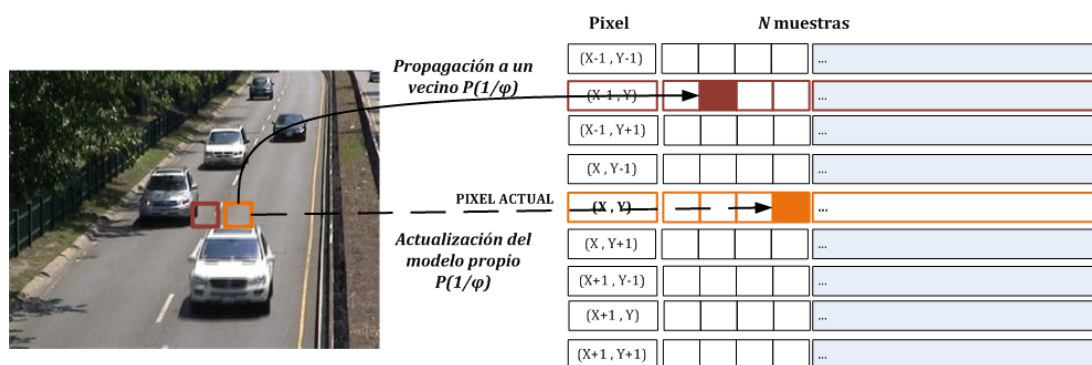 Pixel N muestras
(X-1 , Y-1) ...
Propagación a un
vecino P(1/φ)
(X-1 , Y) ...
(X-1 , Y+1) ...
(X , Y-1) ...
PIXEL ACTUAL (X , Y) ...
Actualización del
modelo propio
P(1/φ)
(X , Y+1) ...
(X+1 , Y-1) ...
(X+1 , Y) ...
(X+1 , Y+1) ...